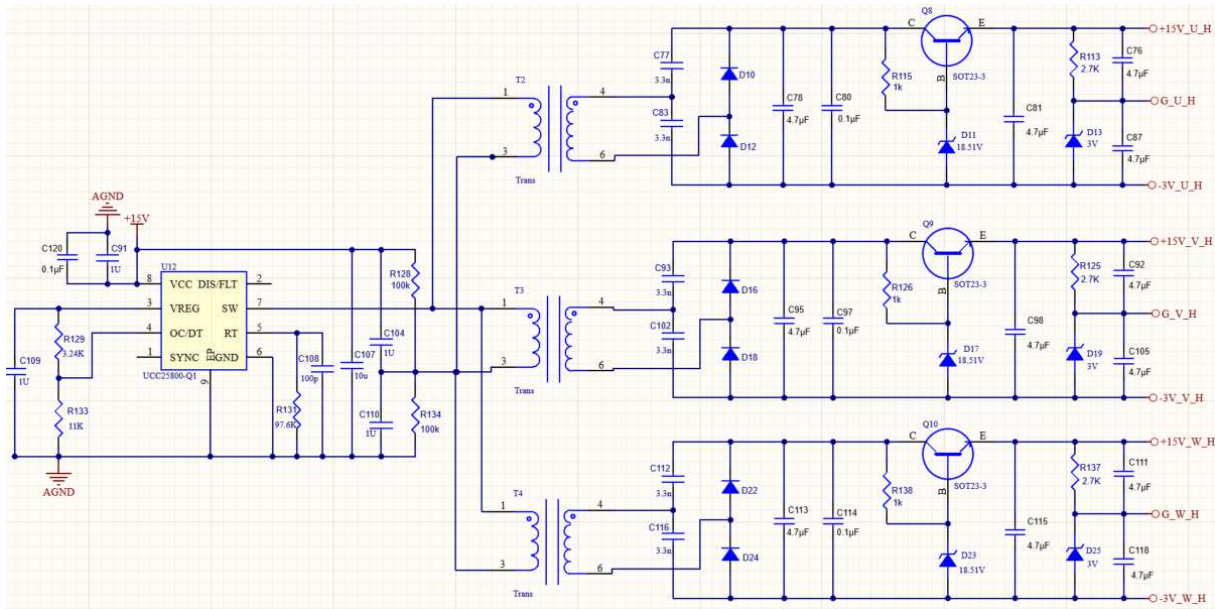 Q8
C
E
B
SOT23-3
+15V_U_H
C77
3.3n
C83
3.3n
D10
D12
C78
4.7µF
C80
0.1µF
R115
1k
D11
18.51V
C81
4.7µF
R113
2.7K
D13
3V
C76
4.7µF
G_U_H
C87
4.7µF
-3V_U_H
T2
1
3
4
6
Trans
AGND
+15V
C120
0.1µF
C91
1U
U12
8
VCC
DIS/FLT
2
3
VREG
SW
7
4
OC/DT
RT
5
1
SYNC
EP
GND
6
9
UCC25800-Q1
C109
1U
R129
3.24K
R133
11K
AGND
R131
97.6K
C108
100p
C107
10u
C104
1U
C110
1U
R128
100k
R134
100k
T3
1
3
4
6
Trans
Q9
C
E
B
SOT23-3
+15V_V_H
C93
3.3n
C102
3.3n
D16
D18
C95
4.7µF
C97
0.1µF
R126
1k
D17
18.51V
C98
4.7µF
R125
2.7K
D19
3V
C92
4.7µF
G_V_H
C105
4.7µF
-3V_V_H
T4
1
3
4
6
Trans
Q10
C
E
B
SOT23-3
+15V_W_H
C112
3.3n
C116
3.3n
D22
D24
C113
4.7µF
C114
0.1µF
R138
1k
D23
18.51V
C115
4.7µF
R137
2.7K
D25
3V
C111
4.7µF
G_W_H
C118
4.7µF
-3V_W_H